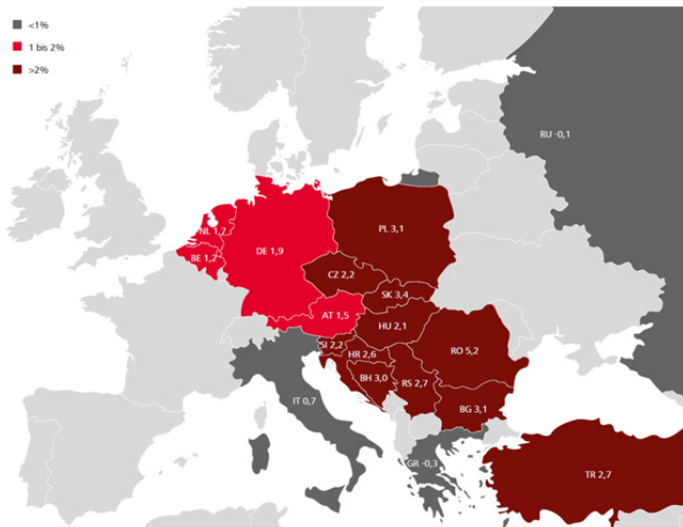 <1%
1 bis 2%
>2%
RU -0,1
PL 3,1
NL 1,7
DE 1,9
BE 1,2
CZ 2,2
SK 3,4
AT 1,5
HU 2,1
SI 2,2
HR 2,6
RO 5,2
BH 3,0
RS 2,7
IT 0,7
BG 3,1
GR -0,3
TR 2,7